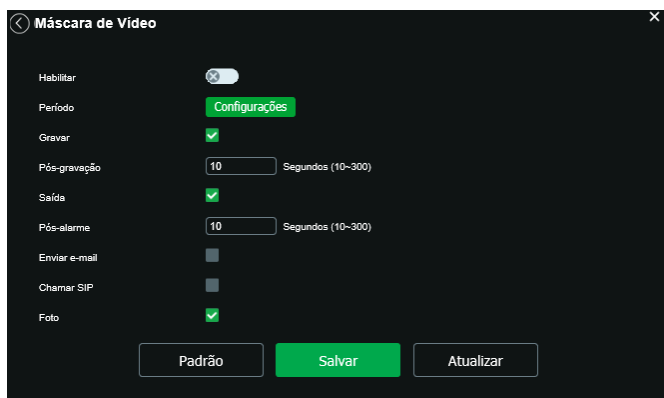 Máscara de Vídeo
Habilitar
Período Configurações
Gravar
Pós-gravação 10 Segundos (10~300)
Saída
Pós-alarme 10 Segundos (10~300)
Enviar e-mail
Chamar SIP
Foto
Padrão Salvar Atualizar